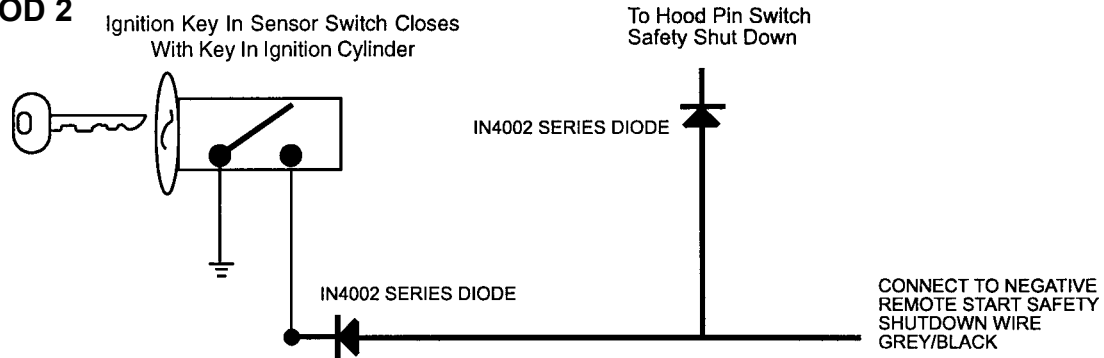 OD 2
Ignition Key In Sensor Switch Closes
With Key In Ignition Cylinder
To Hood Pin Switch
Safety Shut Down
IN4002 SERIES DIODE
IN4002 SERIES DIODE
CONNECT TO NEGATIVE
REMOTE START SAFETY
SHUTDOWN WIRE
GREY/BLACK